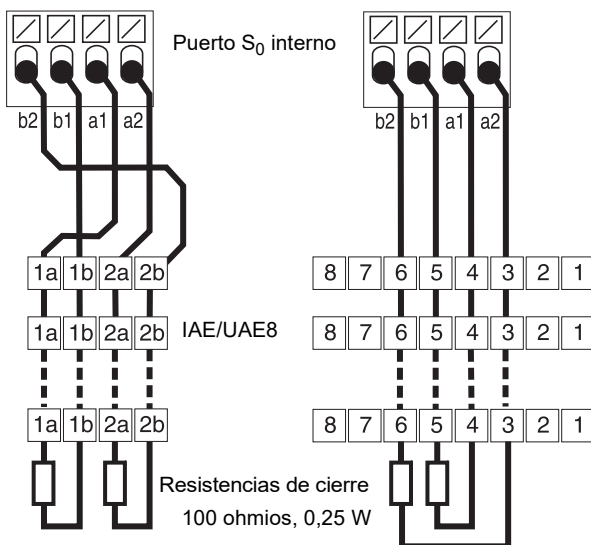 Puerto S0 interno
b2 b1 a1 a2
b2 b1 a1 a2
1a 1b 2a 2b
8 7 6 5 4 3 2 1
1a 1b 2a 2b
IAE/UAE8
8 7 6 5 4 3 2 1
1a 1b 2a 2b
8 7 6 5 4 3 2 1
Resistencias de cierre
100 ohmios, 0,25 W